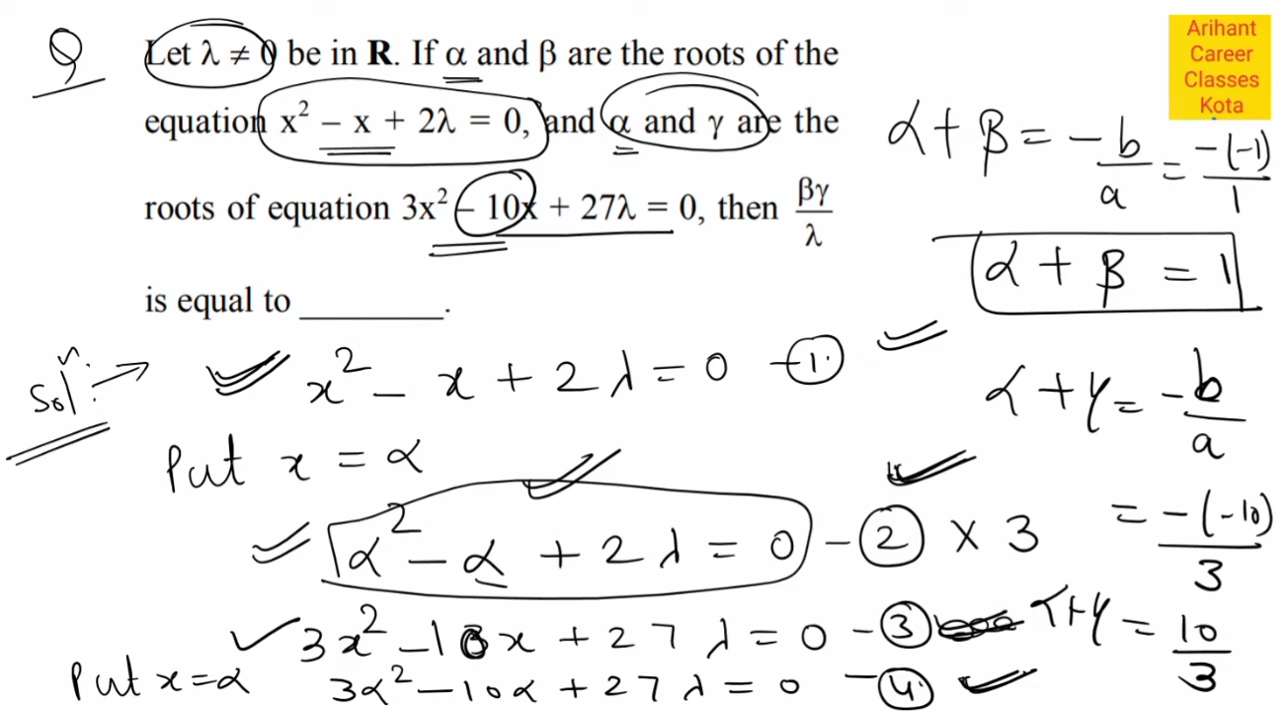 Q
Let λ ≠ 0 be in R. If α and β are the roots of the
equation x² – x + 2λ = 0, and α and γ are the
roots of equation 3x² – 10x + 27λ = 0, then βγ/λ
is equal to ________.
Arihant
Career
Classes
Kota
α + β = -b/a = -(-1)/1
α + β = 1
Solⁿ: → x² - x + 2λ = 0 - ①
Put x = α
α² - α + 2λ = 0 - ② × 3
3x² - 10x + 27λ = 0 - ③
Put x = α 3α² - 10α + 27λ = 0 - ④
α + γ = -b/a
= -(-10)/3
α + γ = 10/3